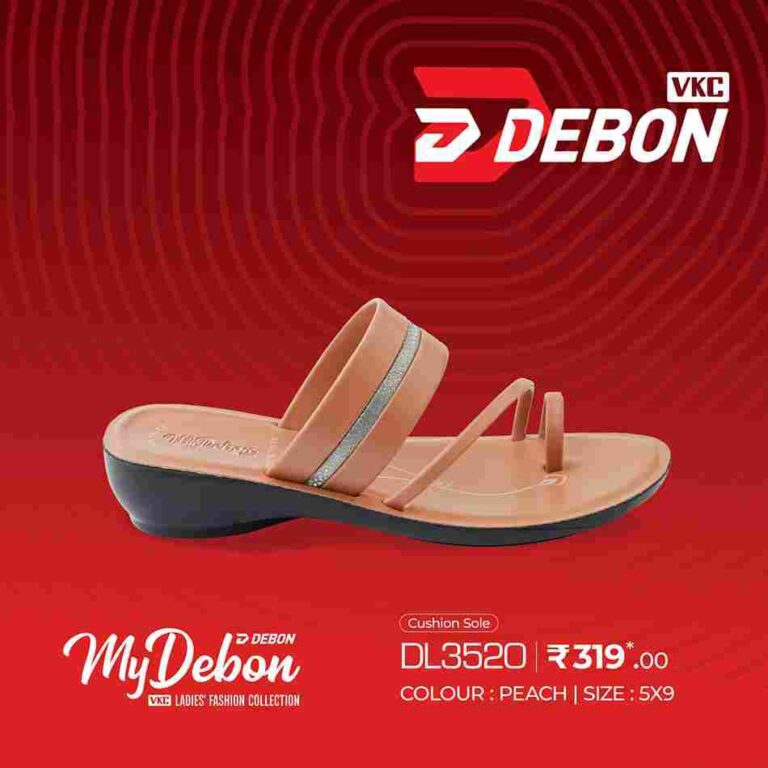 VKC
DEBON
DEBON
MyDebon
VKC LADIES' FASHION COLLECTION
Cushion Sole
DL3520 | ₹319*.00
COLOUR : PEACH | SIZE : 5X9